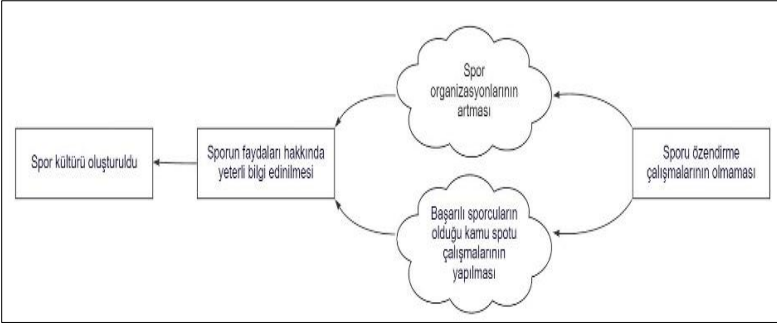 Spor kültürü oluşturuldu
Sporun faydaları hakkında
yeterli bilgi edinilmesi
Spor
organizasyonlarının
artması
Başarılı sporcuların
olduğu kamu spotu
çalışmalarının
yapılması
Sporu özendirme
çalışmalarının olmaması